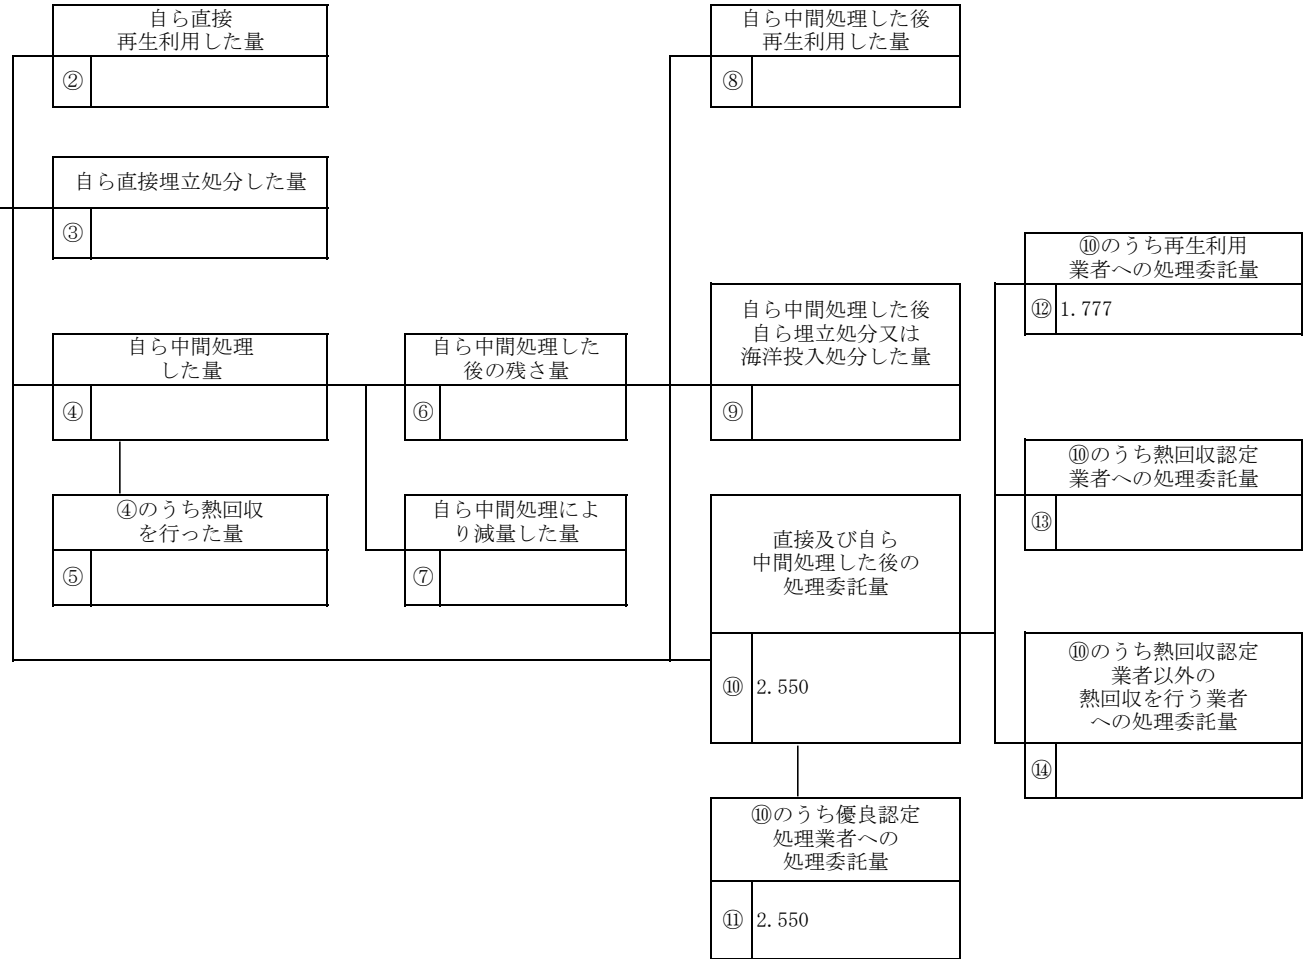 自ら直接
再生利用した量
②
自ら直接埋立処分した量
③
自ら中間処理
した量
④
④のうち熱回収
を行った量
⑤
自ら中間処理した
後の残さ量
⑥
自ら中間処理によ
り減量した量
⑦
自ら中間処理した後
再生利用した量
⑧
自ら中間処理した後
自ら埋立処分又は
海洋投入処分した量
⑨
直接及び自ら
中間処理した後の
処理委託量
⑩ 2.550
⑩のうち優良認定
処理業者への
処理委託量
⑪ 2.550
⑩のうち再生利用
業者への処理委託量
⑫ 1.777
⑩のうち熱回収認定
業者への処理委託量
⑬
⑩のうち熱回収認定
業者以外の
熱回収を行う業者
への処理委託量
⑭